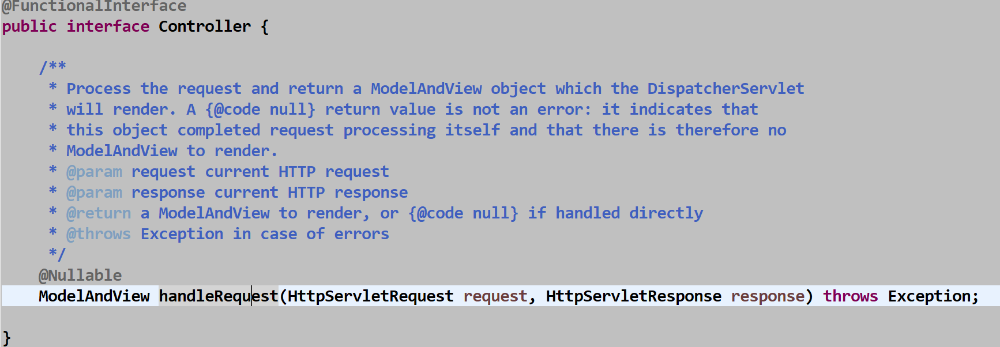 @FunctionalInterface
public interface Controller {
/**
* Process the request and return a ModelAndView object which the DispatcherServlet
* will render. A {@code null} return value is not an error: it indicates that
* this object completed request processing itself and that there is therefore no
* ModelAndView to render.
* @param request current HTTP request
* @param response current HTTP response
* @return a ModelAndView to render, or {@code null} if handled directly
* @throws Exception in case of errors
*/
@Nullable
ModelAndView handleRequest(HttpServletRequest request, HttpServletResponse response) throws Exception;
}